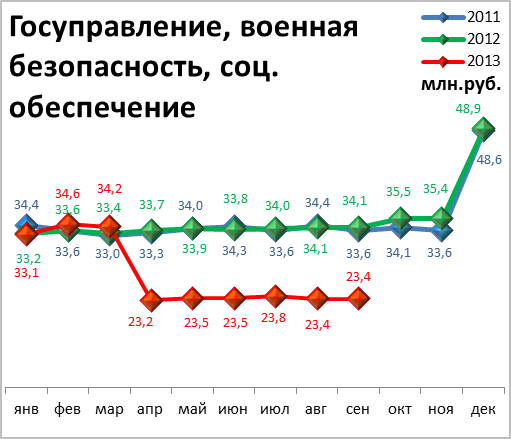 Госуправление, военная
безопасность, соц.
обеспечение
2011
2012
2013
млн.руб.
48,9
48,6
34,4 34,6 34,2 33,7 34,0 33,8 34,0 34,4 34,1 35,5 35,4
33,6 33,4
33,2 33,6 33,0 33,3 33,9 34,3 33,6 34,1 33,6 34,1 33,6
33,1
23,4
23,2 23,5 23,5 23,8 23,4
янв фев мар апр май июн июл авг сен окт ноя дек